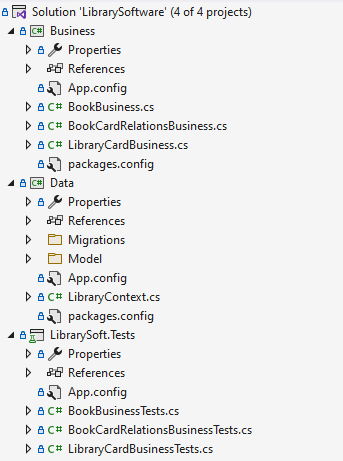 Solution 'LibrarySoftware' (4 of 4 projects)
C# Business
Properties
References
App.config
C# BookBusiness.cs
C# BookCardRelationsBusiness.cs
C# LibraryCardBusiness.cs
packages.config
C# Data
Properties
References
Migrations
Model
App.config
C# LibraryContext.cs
packages.config
LibrarySoft.Tests
Properties
References
App.config
C# BookBusinessTests.cs
C# BookCardRelationsBusinessTests.cs
C# LibraryCardBusinessTests.cs